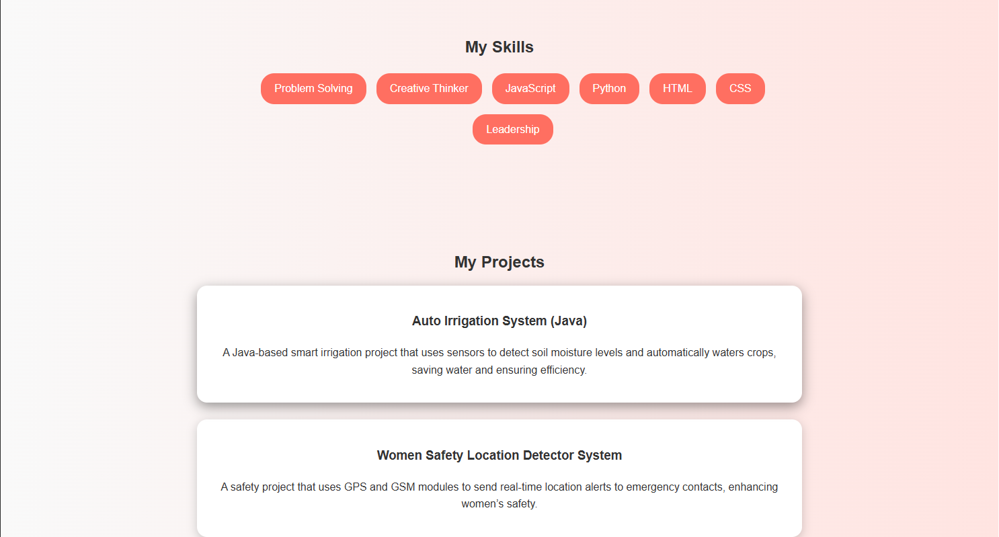 My Skills
Problem Solving Creative Thinker JavaScript Python HTML CSS
Leadership
My Projects
Auto Irrigation System (Java)
A Java-based smart irrigation project that uses sensors to detect soil moisture levels and automatically waters crops,
saving water and ensuring efficiency.
Women Safety Location Detector System
A safety project that uses GPS and GSM modules to send real-time location alerts to emergency contacts, enhancing
women’s safety.